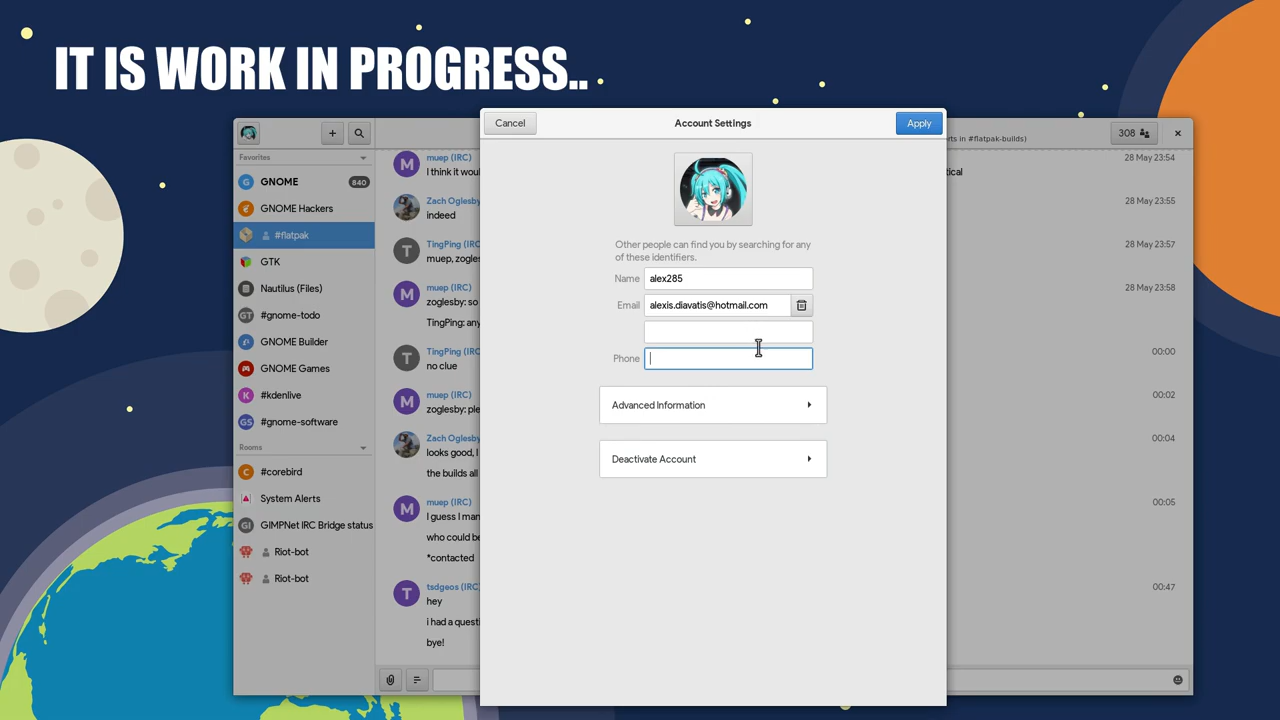 IT IS WORK IN PROGRESS..
308
Favorites
GNOME 840
GNOME Hackers
#flatpak
GTK
Nautilus (Files)
#gnome-todo
GNOME Builder
GNOME Games
K #kdenlive
GS #gnome-software
Rooms
C #corebird
System Alerts
GI GIMPNet IRC Bridge status
Riot-bot
Riot-bot
M muep (IRC)
I think it woul
Zach Oglesby
indeed
T TingPing (IRC
muep, zogles
M muep (IRC)
zoglesby: so
TingPing: any
T TingPing (IRC
no clue
M muep (IRC)
zoglesby: ple
Zach Oglesby
looks good, I
the builds all
M muep (IRC)
I guess I man
who could be
*contacted
T tsdgeos (IRC)
hey
i had a questi
bye!
Cancel
Account Settings
Apply
Other people can find you by searching for any
of these identifiers.
Name alex285
Email alexis.diavatis@hotmail.com
Phone
Advanced Information
Deactivate Account
rts in #flatpak-builds)
28 May 23:54
ical
28 May 23:55
28 May 23:57
28 May 23:58
00:00
00:02
00:04
00:05
00:47